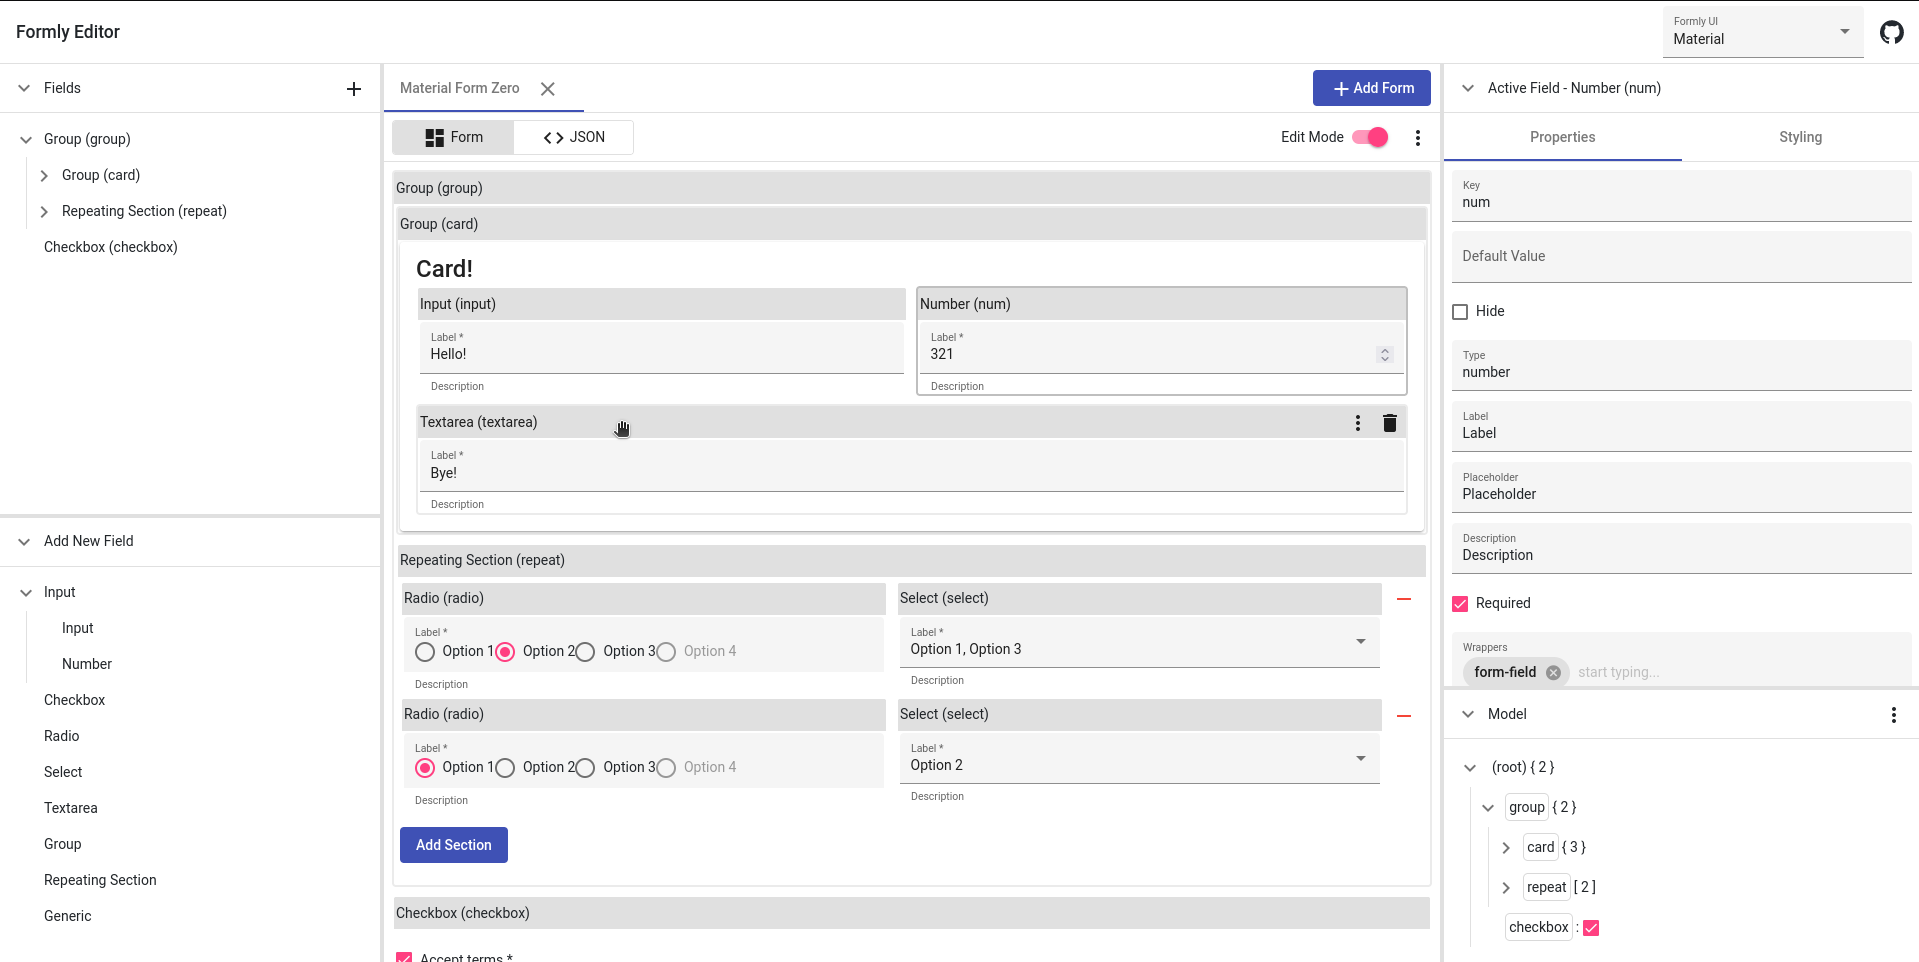 Formly Editor
Formly UI
Material
Fields
Group (group)
Group (card)
Repeating Section (repeat)
Checkbox (checkbox)
Add New Field
Input
Input
Number
Checkbox
Radio
Select
Textarea
Group
Repeating Section
Generic
Material Form Zero
Add Form
Form
JSON
Edit Mode
Group (group)
Group (card)
Card!
Input (input)
Label *
Hello!
Description
Number (num)
Label *
321
Description
Textarea (textarea)
Label *
Bye!
Description
Repeating Section (repeat)
Radio (radio)
Label *
Option 1 Option 2 Option 3 Option 4
Description
Select (select)
Label *
Option 1, Option 3
Description
Radio (radio)
Label *
Option 1 Option 2 Option 3 Option 4
Description
Select (select)
Label *
Option 2
Description
Add Section
Checkbox (checkbox)
Accept terms *
Active Field - Number (num)
Properties
Styling
Key
num
Default Value
Hide
Type
number
Label
Label
Placeholder
Placeholder
Description
Description
Required
Wrappers
form-field start typing...
Model
(root) { 2 }
group { 2 }
card { 3 }
repeat [ 2 ]
checkbox :